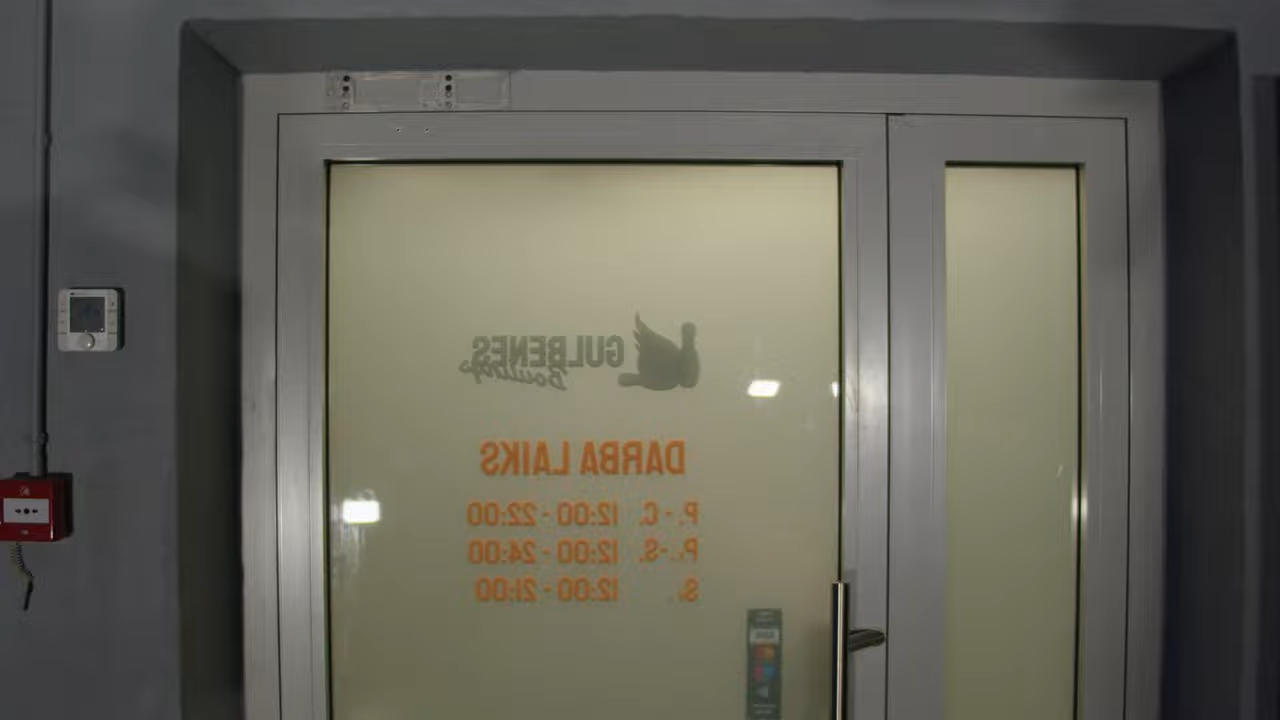 GULBENES
Boulings
DARBA LAIKS
P. - C. 12:00 - 22:00
P. - S. 12:00 - 24:00
S. 12:00 - 21:00